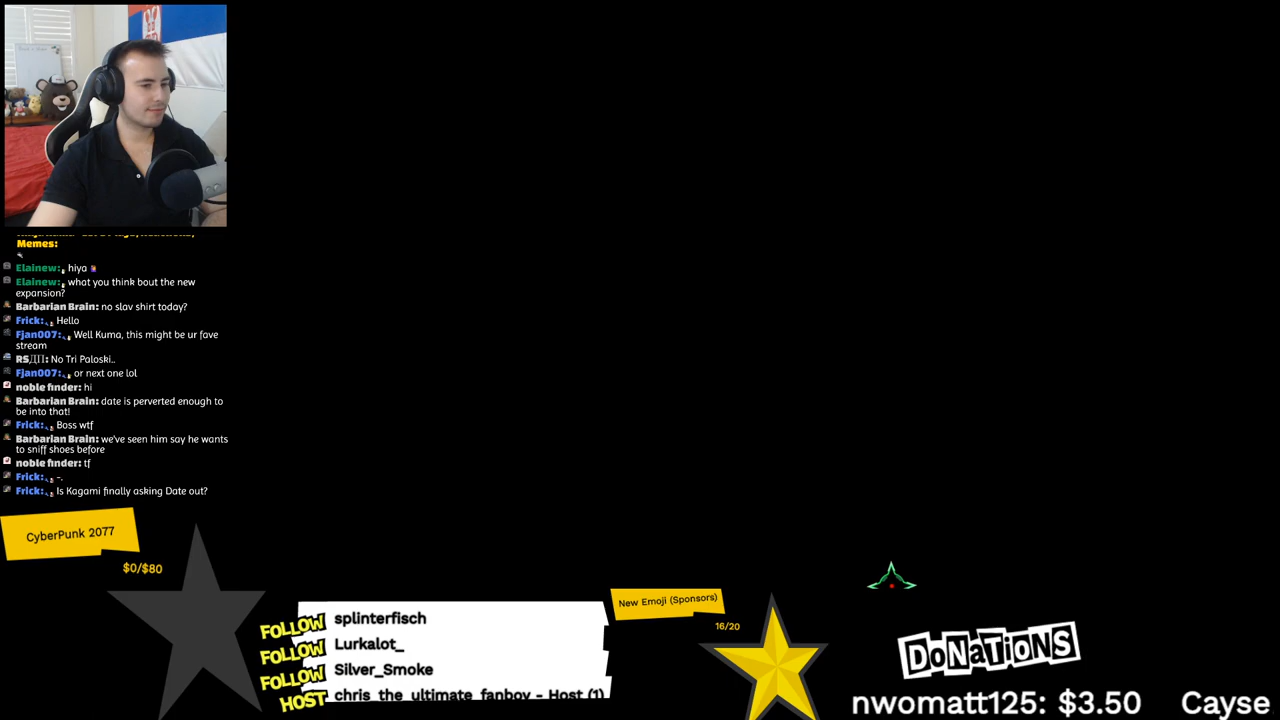 Memes:
Elainew: hiya
Elainew: what you think bout the new
expansion?
Barbarian Brain: no slav shirt today?
Frick: Hello
Fjan007: Well Kuma, this might be ur fave
stream
RSДП: No Tri Paloski..
Fjan007: or next one lol
noble finder: hi
Barbarian Brain: date is perverted enough to
be into that!
Frick: Boss wtf
Barbarian Brain: we've seen him say he wants
to sniff shoes before
noble finder: tf
Frick: -.
Frick: Is Kagami finally asking Date out?
CyberPunk 2077
$0/$80
FOLLOW splinterfisch
FOLLOW Lurkalot_
FOLLOW Silver_Smoke
HOST chris_the_ultimate_fanboy - Host (1)
New Emoji (Sponsors)
16/20
DONATIONS
nwomatt125: $3.50 Cayse